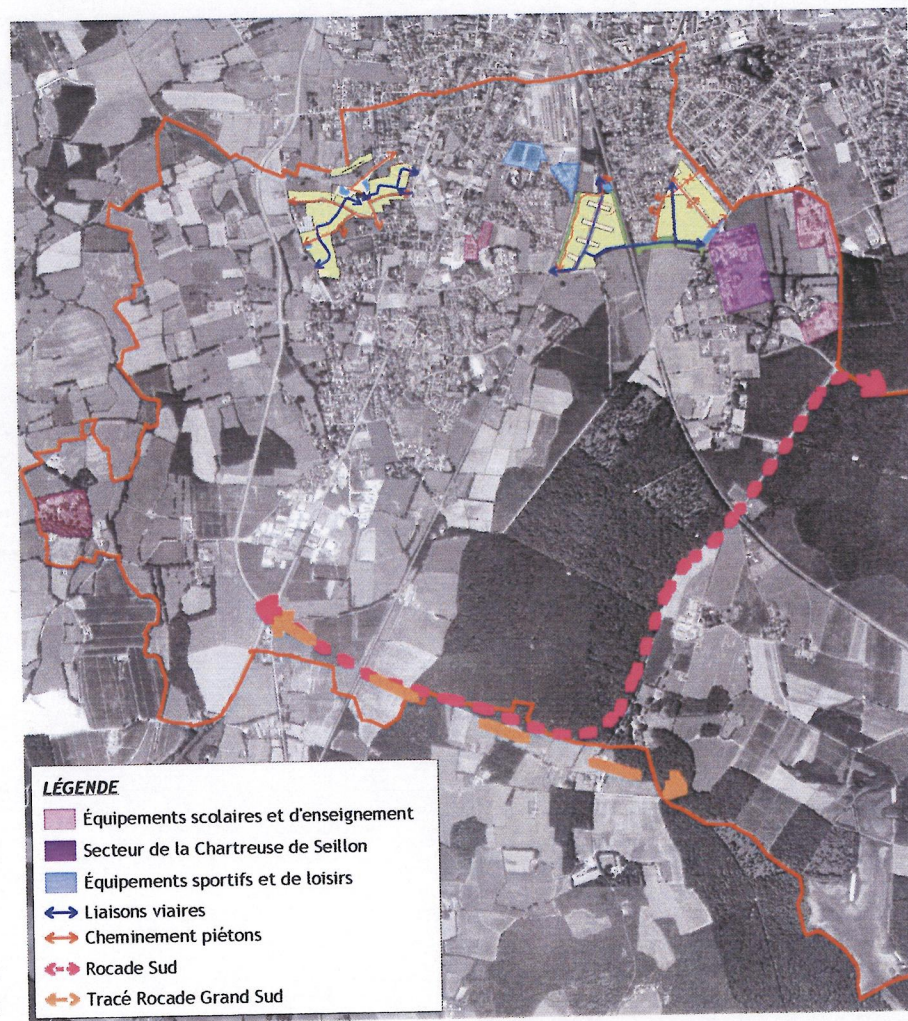 LÉGENDE
Équipements scolaires et d'enseignement
Secteur de la Chartreuse de Seillon
Équipements sportifs et de loisirs
Liaisons viaires
Cheminement piétons
Rocade Sud
Tracé Rocade Grand Sud